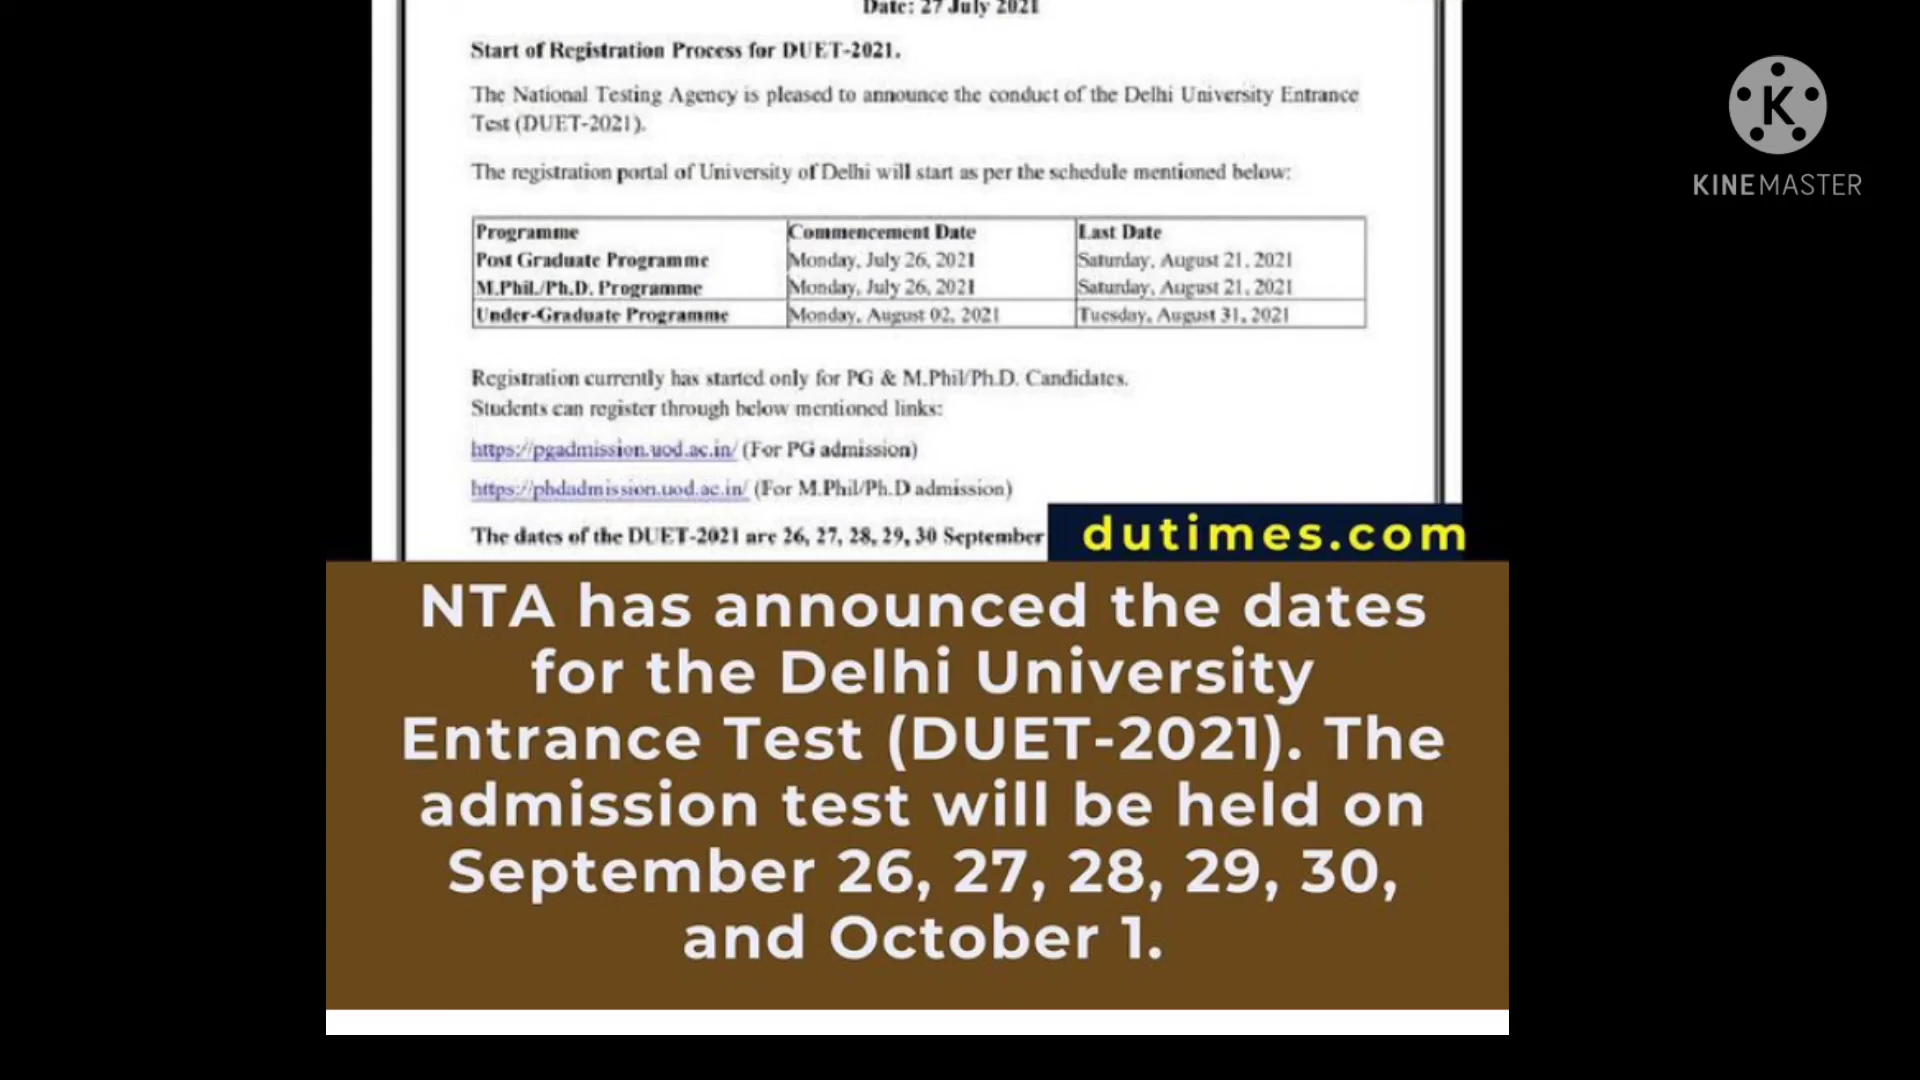 Date: 27 July 2021
Start of Registration Process for DUET-2021.
The National Testing Agency is pleased to announce the conduct of the Delhi University Entrance
Test (DUET-2021).
The registration portal of University of Delhi will start as per the schedule mentioned below:
Programme Commencement Date Last Date
Post Graduate Programme Monday, July 26, 2021 Saturday, August 21, 2021
M.Phil./Ph.D. Programme Monday, July 26, 2021 Saturday, August 21, 2021
Under-Graduate Programme Monday, August 02, 2021 Tuesday, August 31, 2021
Registration currently has started only for PG & M.Phil/Ph.D. Candidates.
Students can register through below mentioned links:
https://pgadmission.uod.ac.in/ (For PG admission)
https://phdadmission.uod.ac.in/ (For M.Phil/Ph.D admission)
The dates of the DUET-2021 are 26, 27, 28, 29, 30 September
dutimes.com
NTA has announced the dates
for the Delhi University
Entrance Test (DUET-2021). The
admission test will be held on
September 26, 27, 28, 29, 30,
and October 1.
K
KINEMASTER